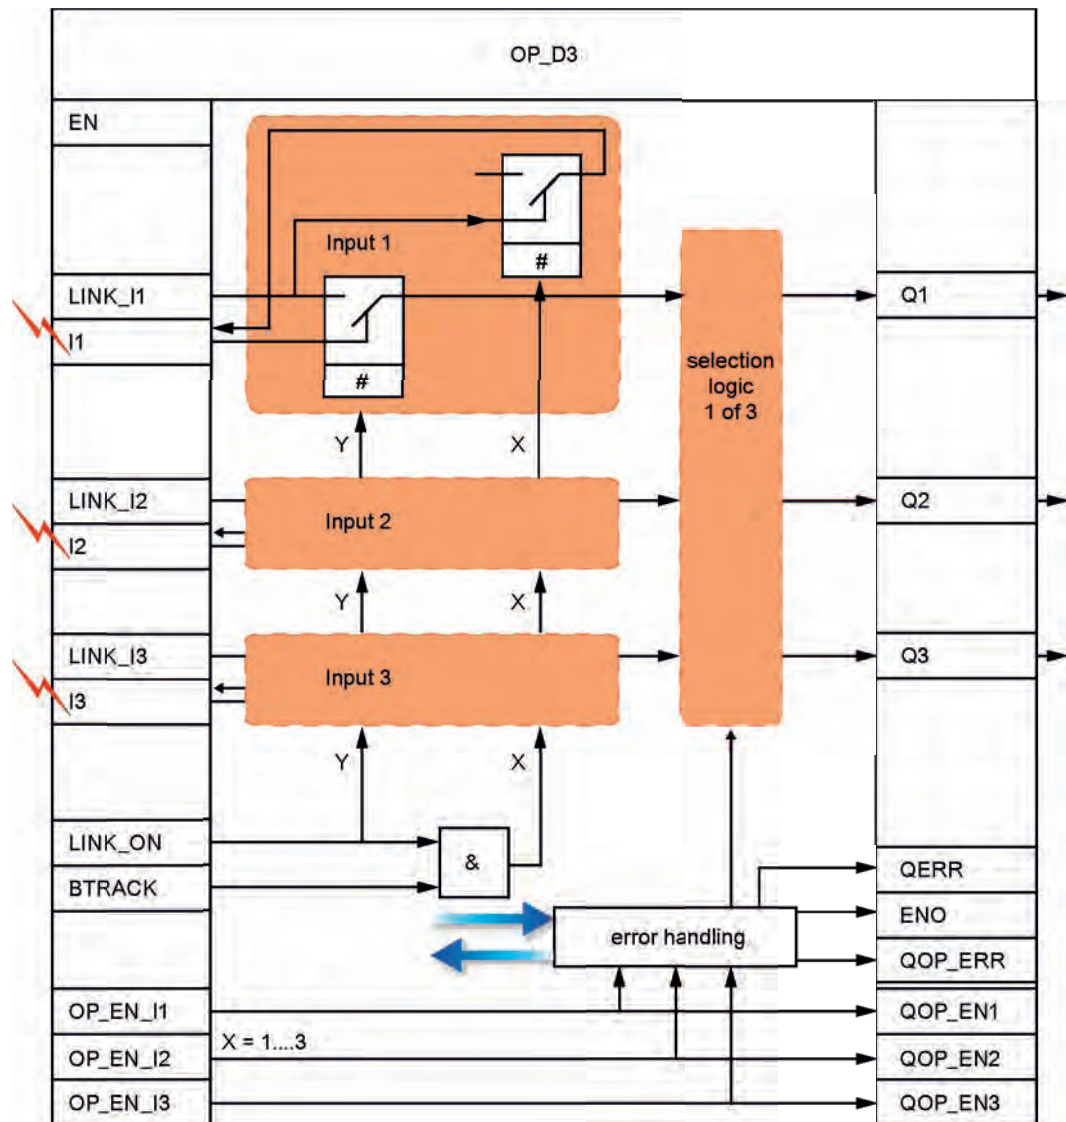 OP_D3
EN
Input 1
#
LINK_I1
Q1
I1
selection
logic
1 of 3
#
Y
X
LINK_I2
Q2
Input 2
I2
Y
X
LINK_I3
Q3
Input 3
I3
Y
X
LINK_ON
&
QERR
BTRACK
ENO
error handling
QOP_ERR
OP_EN_I1
QOP_EN1
X = 1....3
OP_EN_I2
QOP_EN2
OP_EN_I3
QOP_EN3